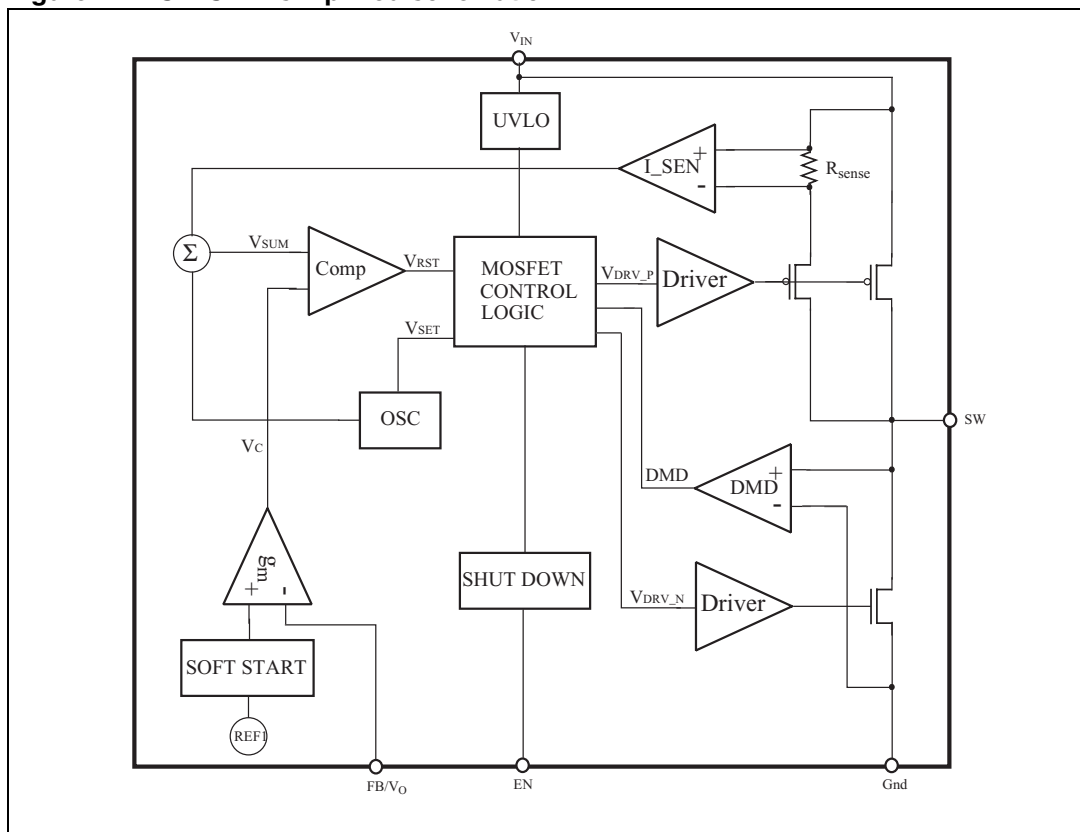 V_IN
UVLO
I_SEN
+
-
R_sense
Σ
V_SUM
Comp
V_RST
MOSFET
CONTROL
LOGIC
V_DRV_P
Driver
V_SET
OSC
SW
V_C
DMD
DMD
+
-
g_m
+
-
SHUT DOWN
V_DRV_N
Driver
SOFT START
REF1
FB/V_O
EN
Gnd